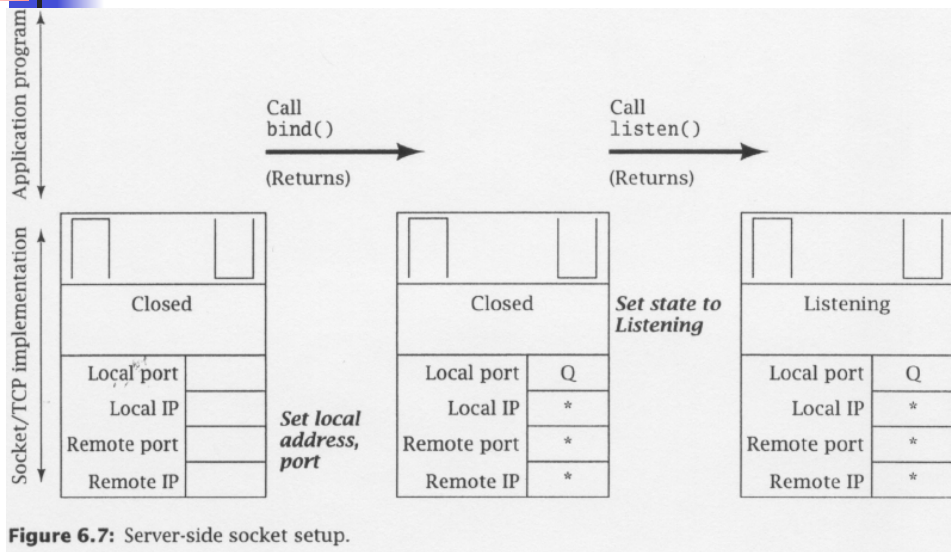 Application program
Call
bind()
(Returns)
Call
listen()
(Returns)
Socket/TCP implementation
Closed
Local port
Local IP
Remote port
Remote IP
Set local
address,
port
Closed
Local port Q
Local IP *
Remote port *
Remote IP *
Set state to
Listening
Listening
Local port Q
Local IP *
Remote port *
Remote IP *
Figure 6.7: Server-side socket setup.